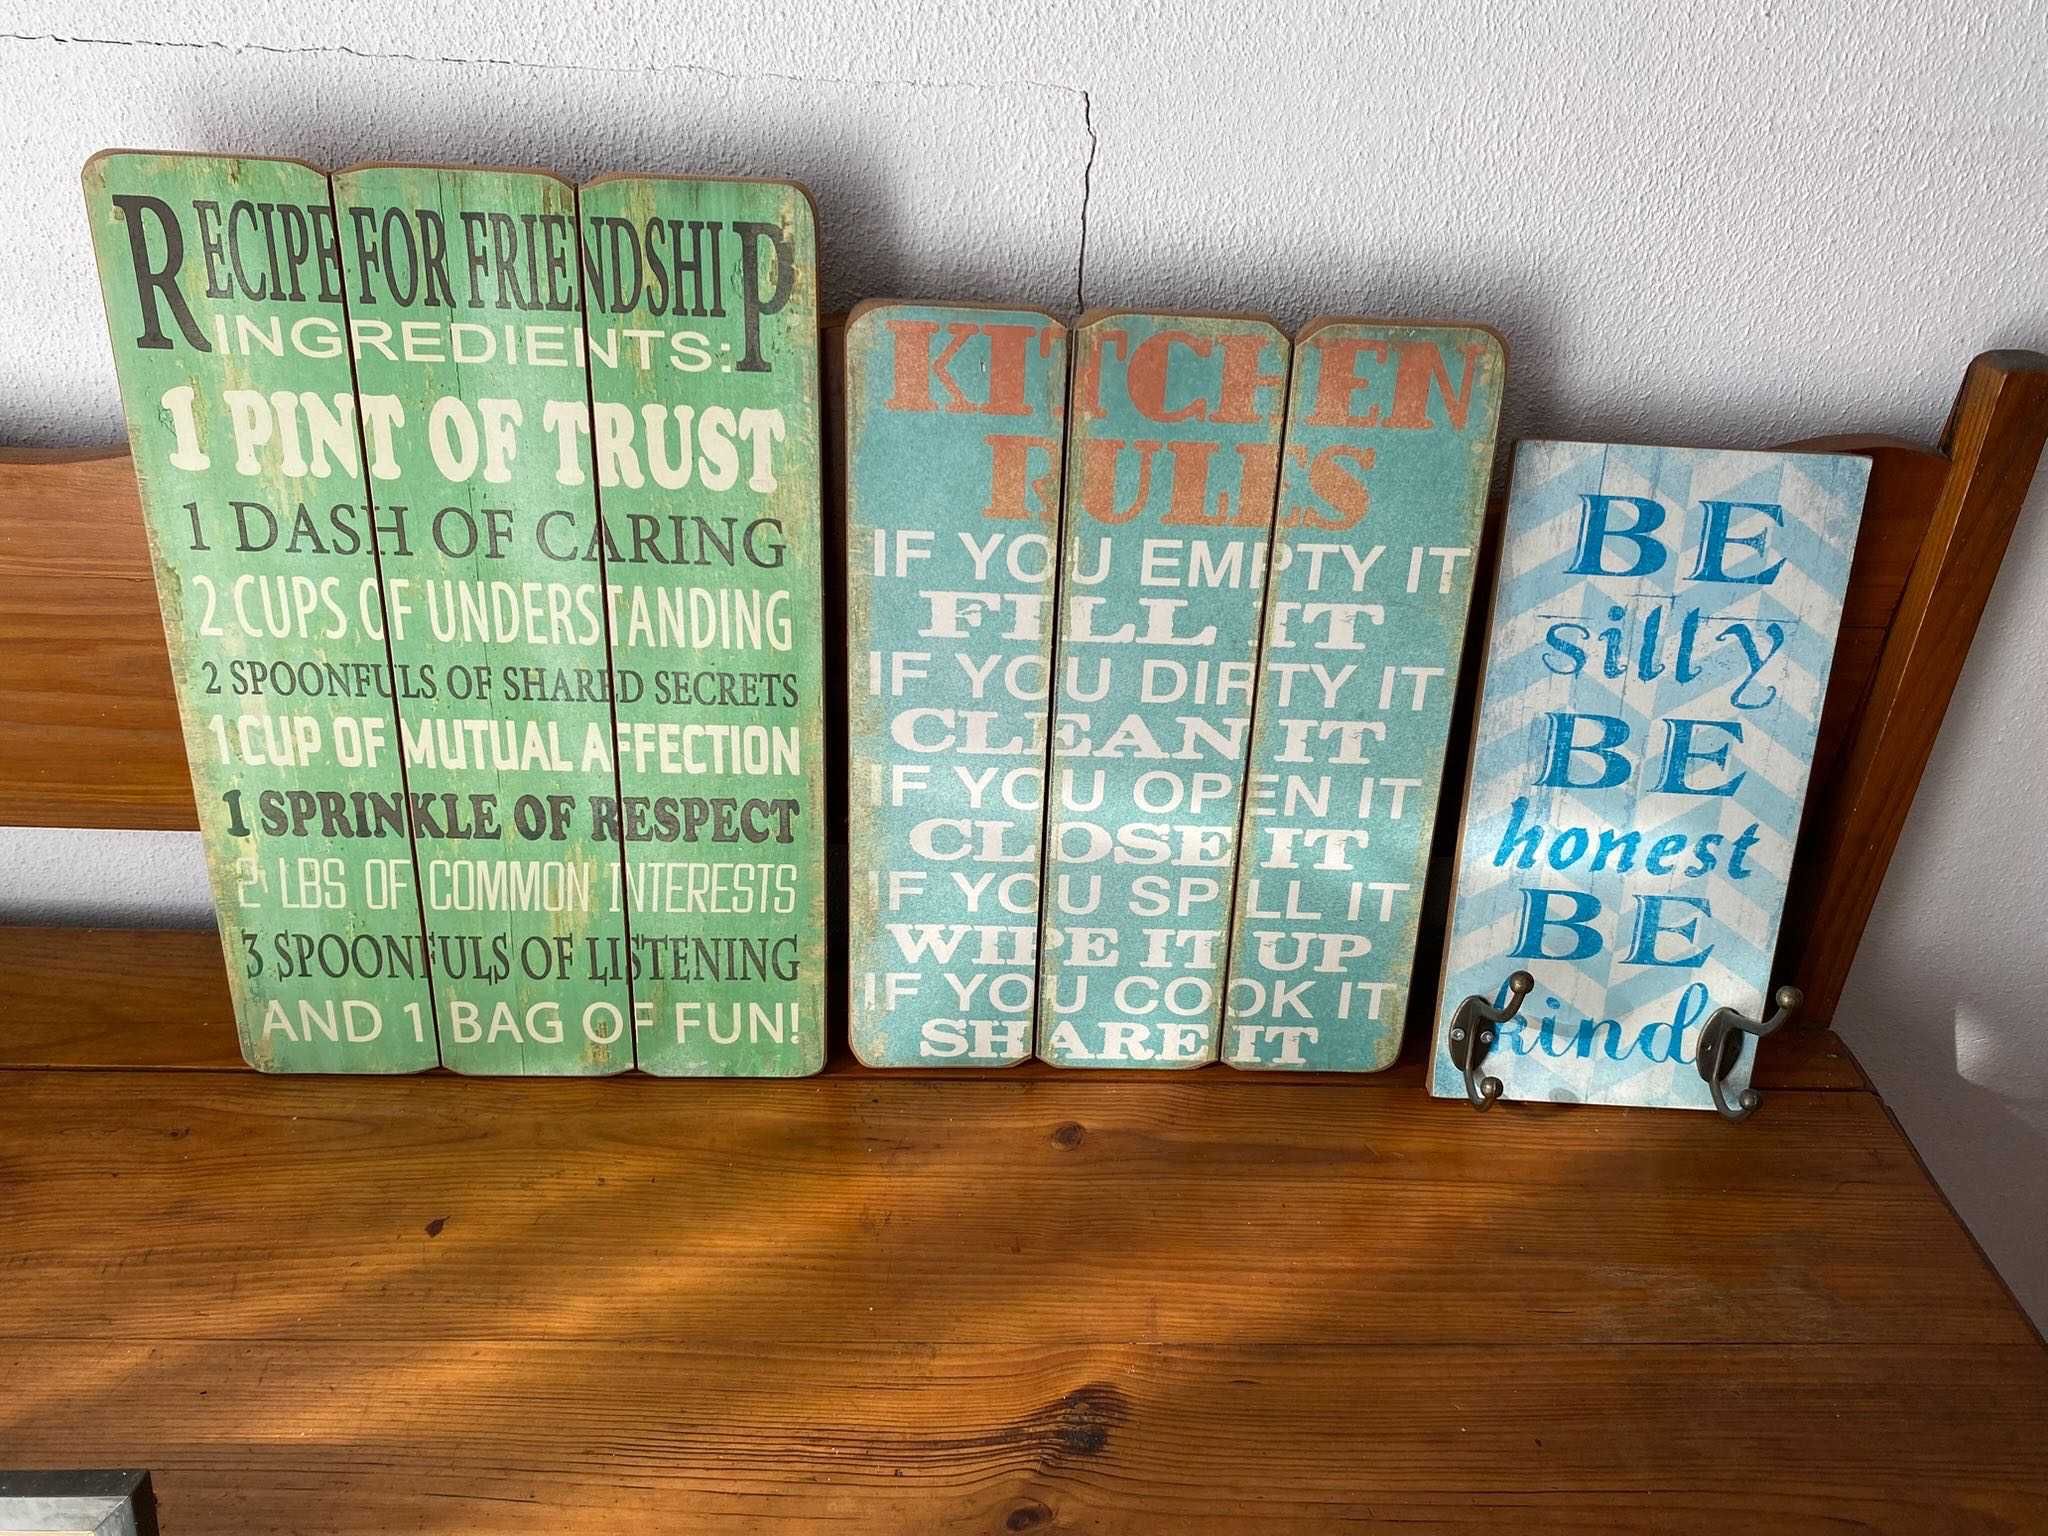 RECIPE FOR FRIENDSHIP
INGREDIENTS:
1 PINT OF TRUST
1 DASH OF CARING
2 CUPS OF UNDERSTANDING
2 SPOONFULS OF SHARED SECRETS
1 CUP OF MUTUAL AFFECTION
1 SPRINKLE OF RESPECT
2 LBS OF COMMON INTERESTS
3 SPOONFULS OF LISTENING
AND 1 BAG OF FUN!
KITCHEN
RULES
IF YOU EMPTY IT
FILL IT
IF YOU DIRTY IT
CLEAN IT
IF YOU OPEN IT
CLOSE IT
IF YOU SPILL IT
WIPE IT UP
IF YOU COOK IT
SHARE IT
BE
silly
BE
honest
BE
kind